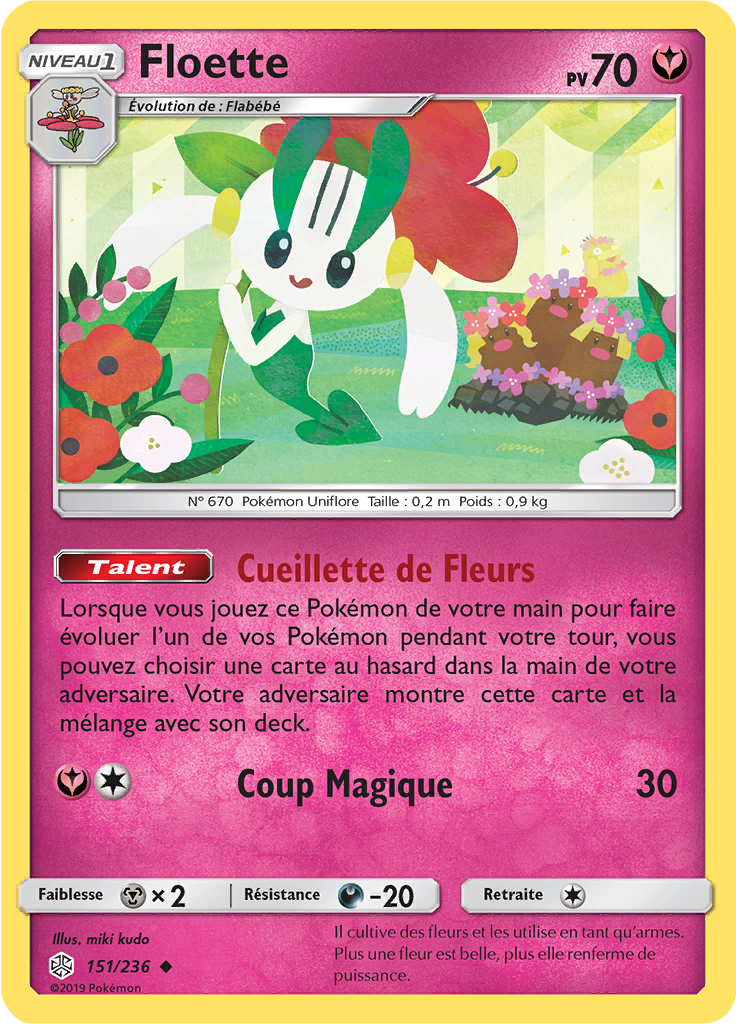 NIVEAU 1
Floette
PV 70
Évolution de : Flabébé
N° 670 Pokémon Uniflore Taille : 0,2 m Poids : 0,9 kg
Talent Cueillette de Fleurs
Lorsque vous jouez ce Pokémon de votre main pour faire
évoluer l’un de vos Pokémon pendant votre tour, vous
pouvez choisir une carte au hasard dans la main de votre
adversaire. Votre adversaire montre cette carte et la
mélange avec son deck.
Coup Magique 30
Faiblesse × 2 Résistance -20 Retraite
Illus. miki kudo
151/236
©2019 Pokémon
Il cultive des fleurs et les utilise en tant qu’armes.
Plus une fleur est belle, plus elle renferme de
puissance.